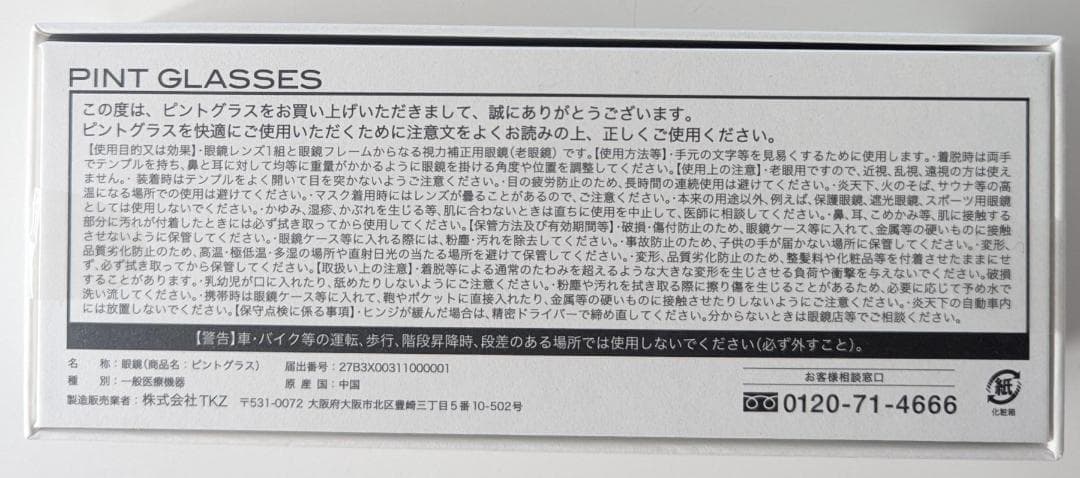 PINT GLASSES
この度は、ピントグラスをお買い上げいただきまして、誠にありがとうございます。
ピントグラスを快適にご使用いただくために注意文をよくお読みの上、正しくご使用ください。
【使用目的又は効果】・眼鏡レンズ1組と眼鏡フレームからなる視力補正用眼鏡(老眼鏡)です。【使用方法等】・手元の文字等を見易くするために使用します。・着脱時は両手
でテンプルを持ち、鼻と耳に対して均等に重量がかかるように眼鏡を掛ける角度や位置を調整してください。【使用上の注意】・老眼用ですので、近視、乱視、遠視の方は使え
ません。・装着時はテンプルをよく開いて目を突かないようご注意ください。・目の疲労防止のため、長時間の連続使用は避けてください。・炎天下、火のそば、サウナ等の高
温になる場所での使用は避けてください。・マスク着用時にはレンズが曇ることがあるので、ご注意ください。・本来の用途以外、例えば、保護眼鏡、遮光眼鏡、スポーツ用眼鏡
としては使用しないでください。・かゆみ、湿疹、かぶれを生じる等、肌に合わないときは直ちに使用を中止して、医師に相談してください。・鼻、耳、こめかみ等、肌に接触する
部分に汚れが付着したときには必ず拭き取ってから使用してください。【保管方法及び有効期間等】・破損・傷付防止のため、眼鏡ケース等に入れて、金属等の硬いものに接触
させないように保管してください。・眼鏡ケース等に入れる際には、粉塵・汚れを除去してください。・事故防止のため、子供の手が届かない場所に保管してください。・変形、
品質劣化防止のため、高温・極低温・多湿の場所や直射日光の当たる場所を避けて保管してください。・変形、品質劣化防止のため、整髪料や化粧品等を付着させたままにせ
ず、必ず拭き取ってから保管してください。【取扱い上の注意】・着脱等による通常のたわみを超えるような大きな変形を生じさせる負荷や衝撃を与えないでください。破損
することがあります。・乳幼児が口に入れたり、舐めたりしないようにご注意ください。・粉塵や汚れを拭き取る際に擦り傷を生じることがあるため、必要に応じて予め水で
洗い流してください。・携帯時は眼鏡ケース等に入れて、鞄やポケットに直接入れたり、金属等の硬いものに接触させたりしないようにご注意ください。・炎天下の自動車内
には放置しないでください。【保守点検に係る事項】・ヒンジが緩んだ場合は、精密ドライバーで締め直してください。分からないときは眼鏡店等でご相談ください。
【警告】車・バイク等の運転、歩行、階段昇降時、段差のある場所では使用しないでください(必ず外すこと)。
名 称:眼鏡(商品名:ピントグラス) 届出番号:27B3X00311000001
種 別:一般医療機器 原産国:中国
製造販売業者:株式会社TKZ 〒531-0072 大阪府大阪市北区豊崎三丁目5番10-502号
お客様相談窓口
0120-71-4666
紙
化粧箱